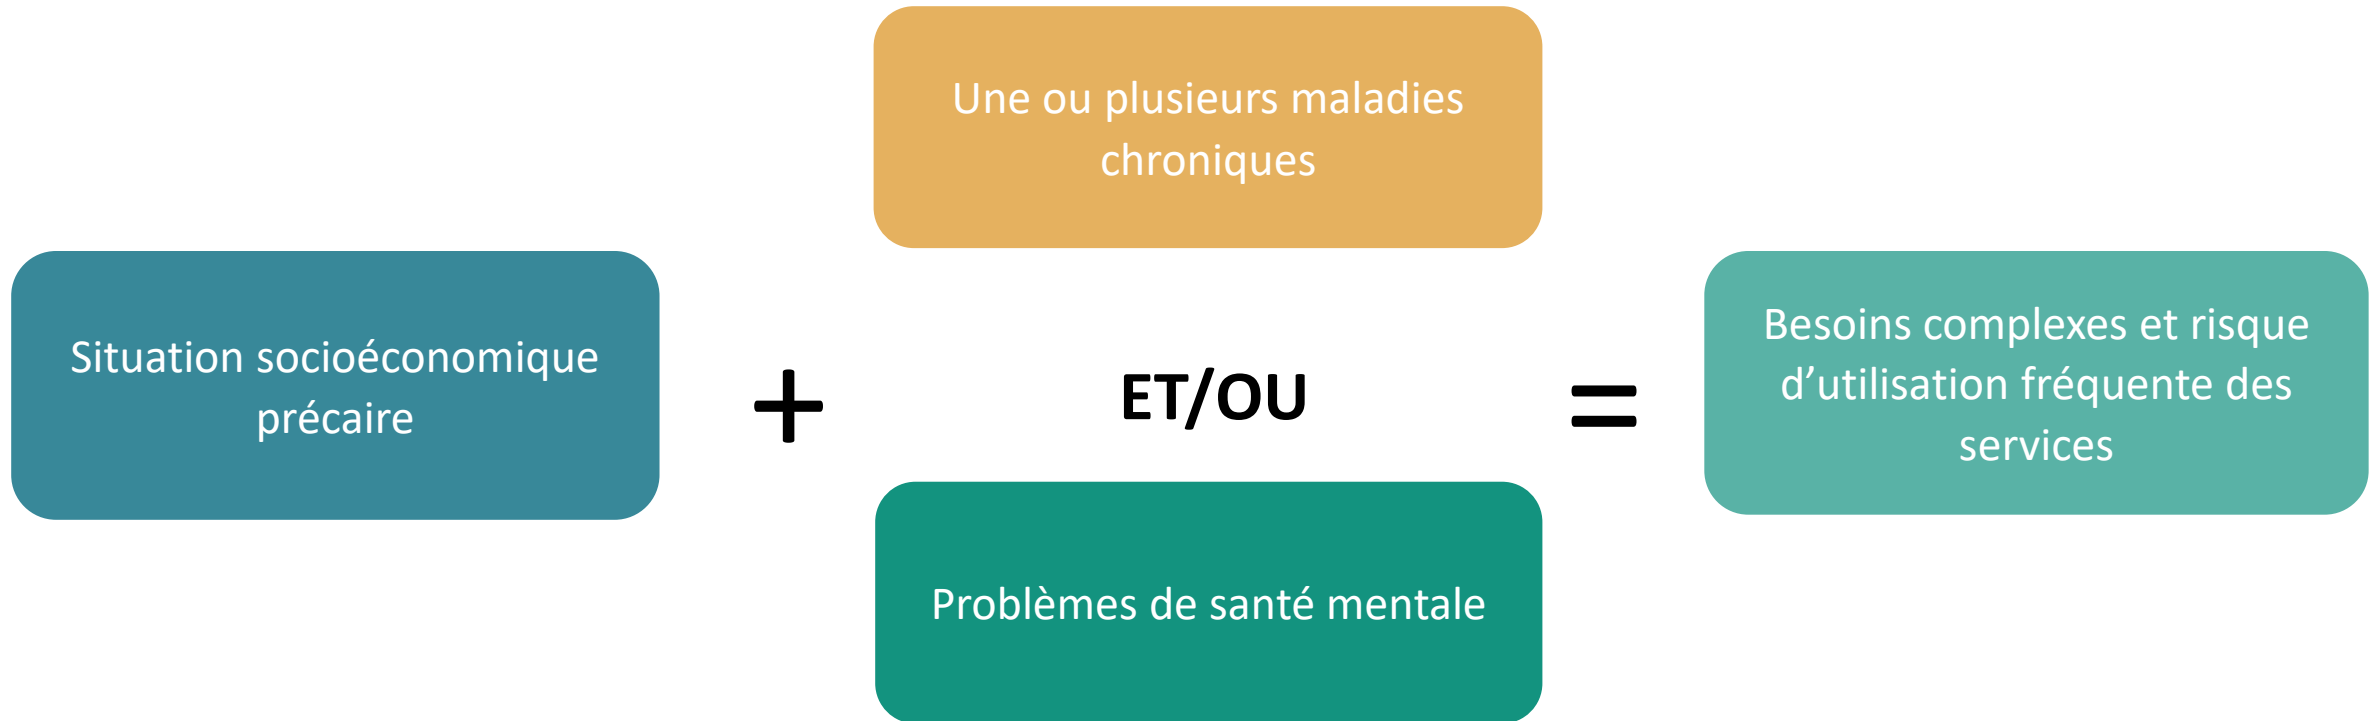 Situation socioéconomique
précaire
+
Une ou plusieurs maladies
chroniques
ET/OU
Problèmes de santé mentale
=
Besoins complexes et risque
d’utilisation fréquente des
services